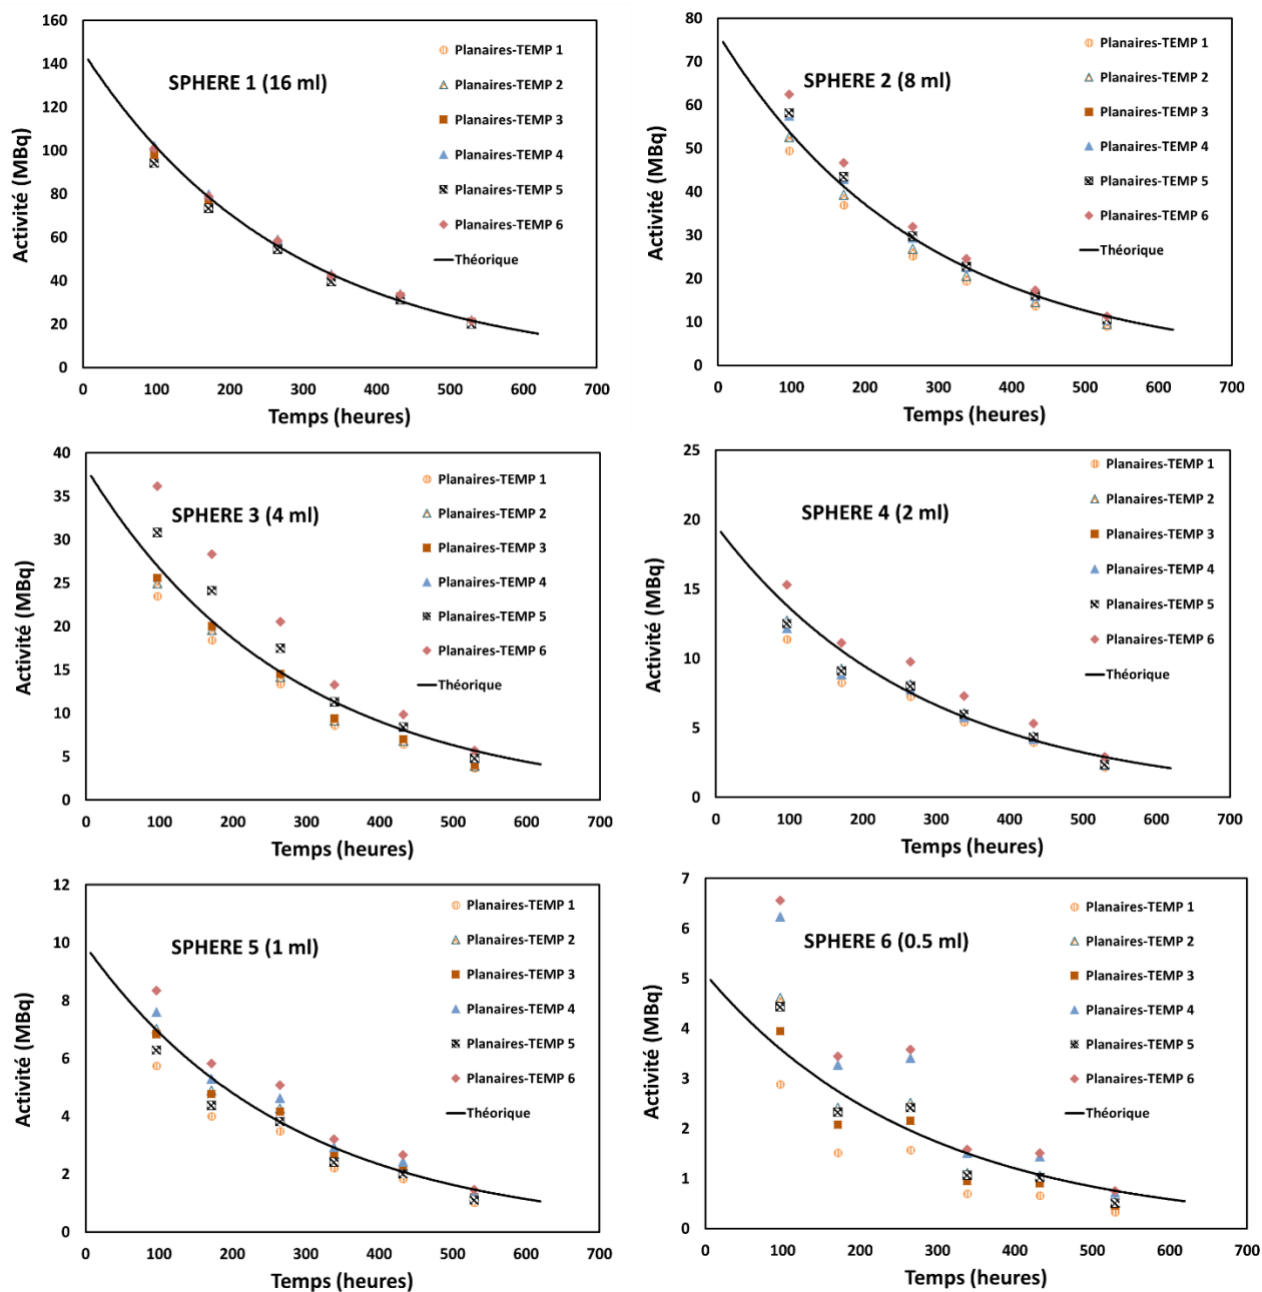 SPHERE 1 (16 ml)
Activité (MBq)
160
140
120
100
80
60
40
20
0
0 100 200 300 400 500 600 700
Temps (heures)
Planaires-TEMP 1
Planaires-TEMP 2
Planaires-TEMP 3
Planaires-TEMP 4
Planaires-TEMP 5
Planaires-TEMP 6
Théorique
SPHERE 2 (8 ml)
Activité (MBq)
80
70
60
50
40
30
20
10
0
0 100 200 300 400 500 600 700
Temps (heures)
Planaires-TEMP 1
Planaires-TEMP 2
Planaires-TEMP 3
Planaires-TEMP 4
Planaires-TEMP 5
Planaires-TEMP 6
Théorique
SPHERE 3 (4 ml)
Activité (MBq)
40
35
30
25
20
15
10
5
0
0 100 200 300 400 500 600 700
Temps (heures)
Planaires-TEMP 1
Planaires-TEMP 2
Planaires-TEMP 3
Planaires-TEMP 4
Planaires-TEMP 5
Planaires-TEMP 6
Théorique
SPHERE 4 (2 ml)
Activité (MBq)
25
20
15
10
5
0
0 100 200 300 400 500 600 700
Temps (heures)
Planaires-TEMP 1
Planaires-TEMP 2
Planaires-TEMP 3
Planaires-TEMP 4
Planaires-TEMP 5
Planaires-TEMP 6
Théorique
SPHERE 5 (1 ml)
Activité (MBq)
12
10
8
6
4
2
0
0 100 200 300 400 500 600 700
Temps (heures)
Planaires-TEMP 1
Planaires-TEMP 2
Planaires-TEMP 3
Planaires-TEMP 4
Planaires-TEMP 5
Planaires-TEMP 6
Théorique
SPHERE 6 (0.5 ml)
Activité (MBq)
7
6
5
4
3
2
1
0
0 100 200 300 400 500 600 700
Temps (heures)
Planaires-TEMP 1
Planaires-TEMP 2
Planaires-TEMP 3
Planaires-TEMP 4
Planaires-TEMP 5
Planaires-TEMP 6
Théorique